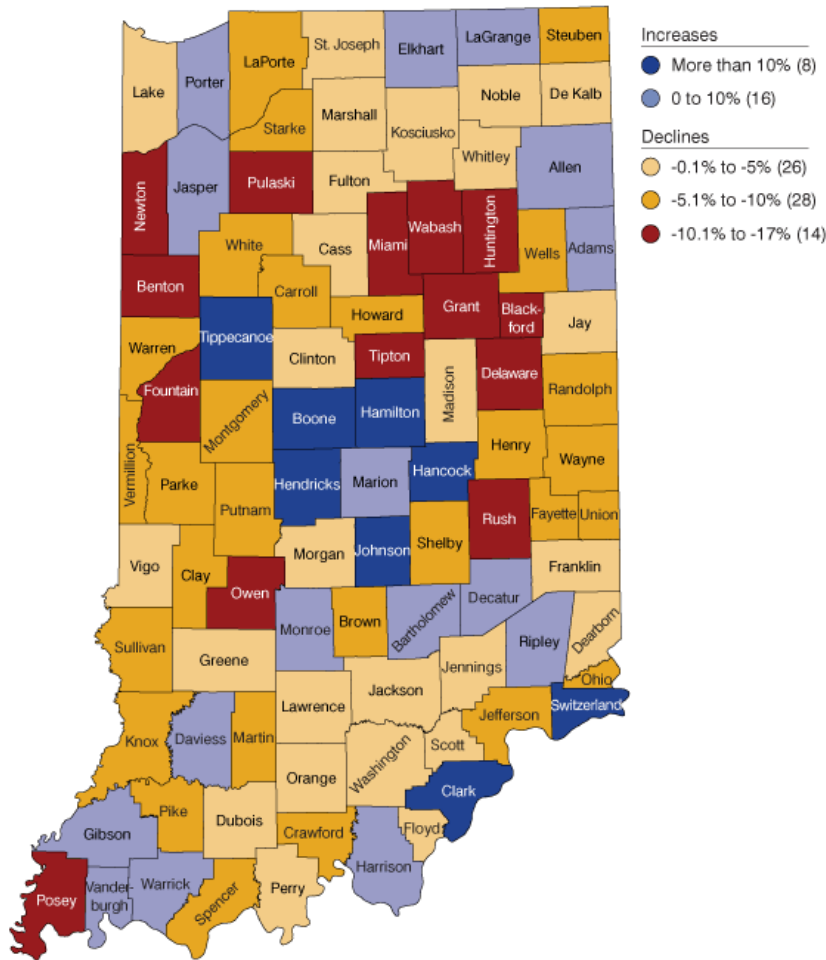 Increases
More than 10% (8)
0 to 10% (16)
Declines
-0.1% to -5% (26)
-5.1% to -10% (28)
-10.1% to -17% (14)
Lake
Porter
LaPorte
St. Joseph
Elkhart
LaGrange
Steuben
Noble
De Kalb
Starke
Marshall
Kosciusko
Whitley
Allen
Newton
Jasper
Pulaski
Fulton
Miami
Wabash
Huntington
Wells
Adams
White
Cass
Benton
Carroll
Howard
Grant
Black-
ford
Jay
Tippecanoe
Warren
Clinton
Tipton
Madison
Delaware
Randolph
Fountain
Montgomery
Boone
Hamilton
Henry
Wayne
Vermillion
Parke
Putnam
Hendricks
Marion
Hancock
Rush
Fayette
Union
Vigo
Clay
Owen
Morgan
Johnson
Shelby
Franklin
Sullivan
Greene
Monroe
Brown
Bartholomew
Decatur
Ripley
Dearborn
Ohio
Switzerland
Knox
Daviess
Martin
Lawrence
Jackson
Jennings
Jefferson
Scott
Washington
Orange
Clark
Floyd
Gibson
Pike
Dubois
Crawford
Harrison
Posey
Vander-
burgh
Warrick
Spencer
Perry